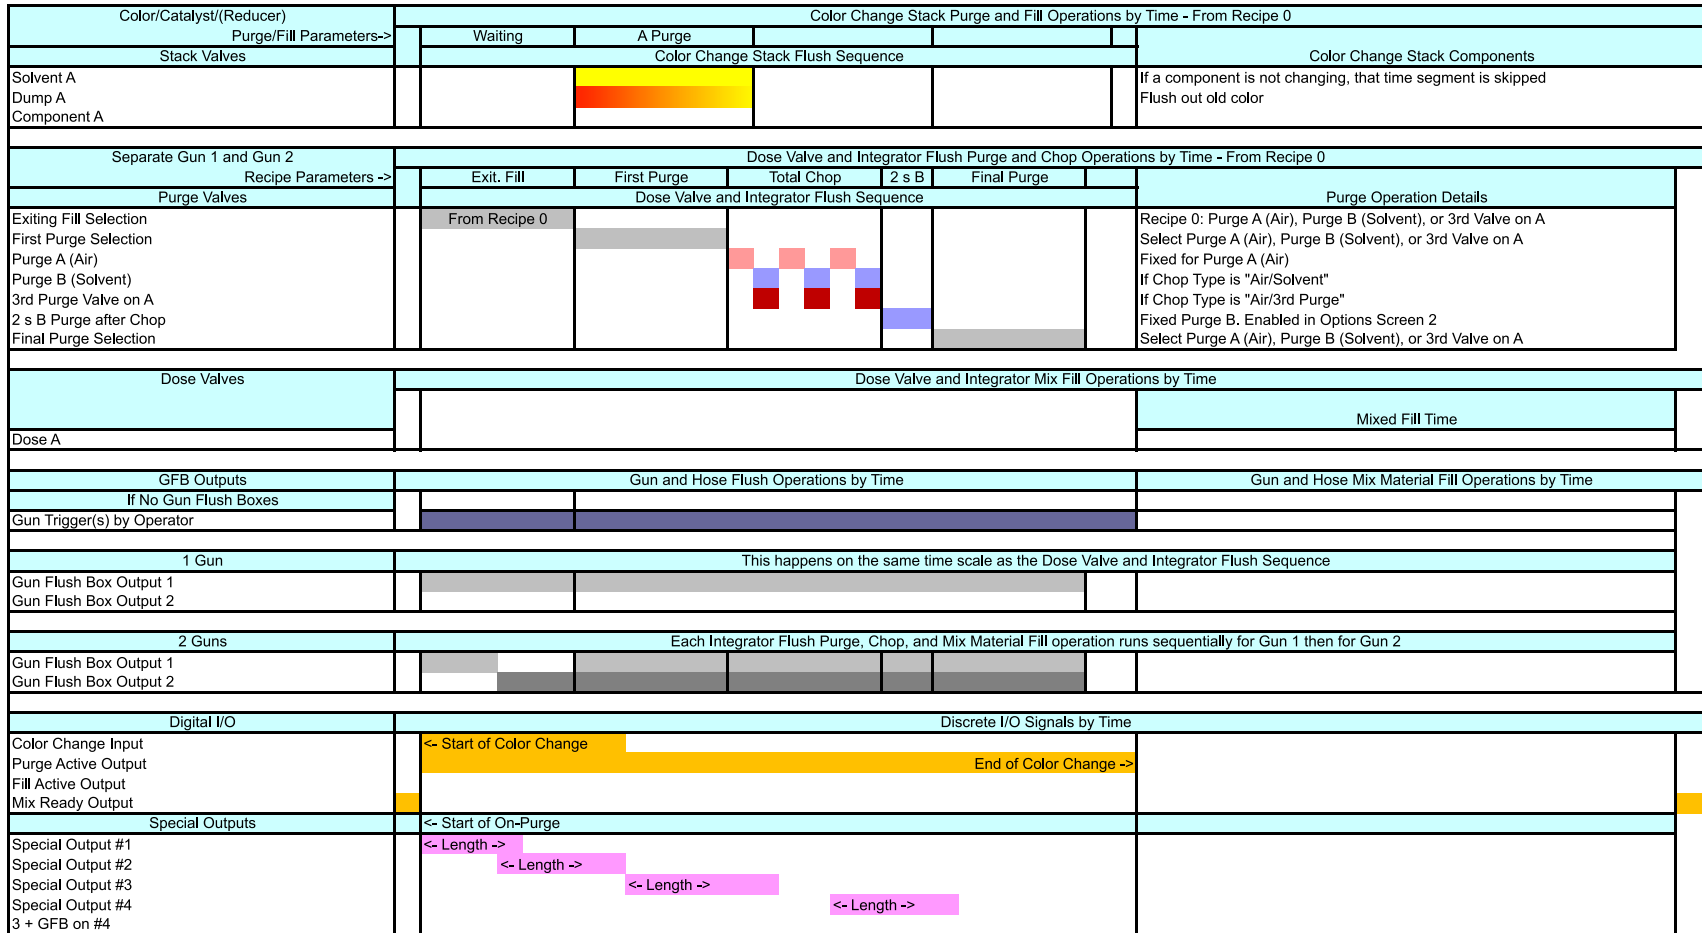 Color/Catalyst/(Reducer) Color Change Stack Purge and Fill Operations by Time - From Recipe 0
Purge/Fill Parameters-> Waiting A Purge
Stack Valves Color Change Stack Flush Sequence Color Change Stack Components
Solvent A If a component is not changing, that time segment is skipped
Dump A Flush out old color
Component A
Separate Gun 1 and Gun 2 Dose Valve and Integrator Flush Purge and Chop Operations by Time - From Recipe 0
Recipe Parameters -> Exit. Fill First Purge Total Chop 2 s B Final Purge
Purge Valves Dose Valve and Integrator Flush Sequence Purge Operation Details
Exiting Fill Selection From Recipe 0 Recipe 0: Purge A (Air), Purge B (Solvent), or 3rd Valve on A
First Purge Selection Select Purge A (Air), Purge B (Solvent), or 3rd Valve on A
Purge A (Air) Fixed for Purge A (Air)
Purge B (Solvent) If Chop Type is "Air/Solvent"
3rd Purge Valve on A If Chop Type is "Air/3rd Purge"
2 s B Purge after Chop Fixed Purge B. Enabled in Options Screen 2
Final Purge Selection Select Purge A (Air), Purge B (Solvent), or 3rd Valve on A
Dose Valves Dose Valve and Integrator Mix Fill Operations by Time
Mixed Fill Time
Dose A
GFB Outputs Gun and Hose Flush Operations by Time Gun and Hose Mix Material Fill Operations by Time
If No Gun Flush Boxes
Gun Trigger(s) by Operator
1 Gun This happens on the same time scale as the Dose Valve and Integrator Flush Sequence
Gun Flush Box Output 1
Gun Flush Box Output 2
2 Guns Each Integrator Flush Purge, Chop, and Mix Material Fill operation runs sequentially for Gun 1 then for Gun 2
Gun Flush Box Output 1
Gun Flush Box Output 2
Digital I/O Discrete I/O Signals by Time
Color Change Input <- Start of Color Change
Purge Active Output End of Color Change ->
Fill Active Output
Mix Ready Output
Special Outputs <- Start of On-Purge
Special Output #1 <- Length ->
Special Output #2 <- Length ->
Special Output #3 <- Length ->
Special Output #4 <- Length ->
3 + GFB on #4